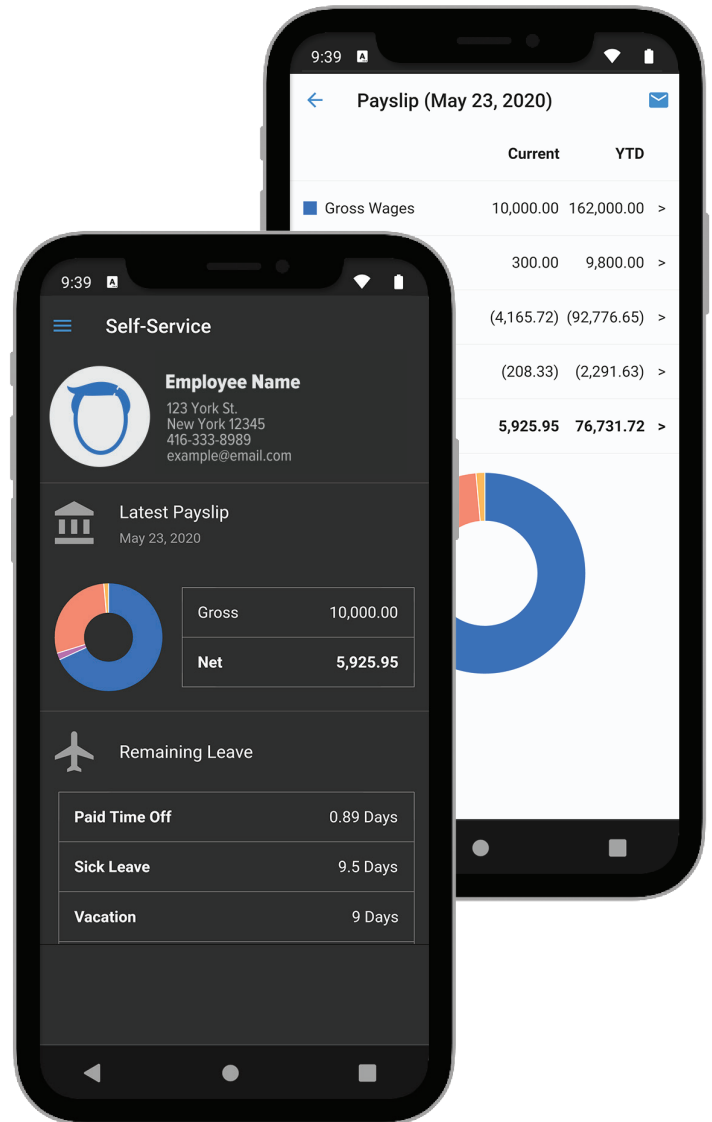 9:39
Payslip (May 23, 2020)
Current YTD
Gross Wages 10,000.00 162,000.00 >
300.00 9,800.00 >
(4,165.72) (92,776.65) >
(208.33) (2,291.63) >
5,925.95 76,731.72 >
9:39
Self-Service
Employee Name
123 York St.
New York 12345
416-333-8989
example@email.com
Latest Payslip
May 23, 2020
Gross 10,000.00
Net 5,925.95
Remaining Leave
Paid Time Off 0.89 Days
Sick Leave 9.5 Days
Vacation 9 Days